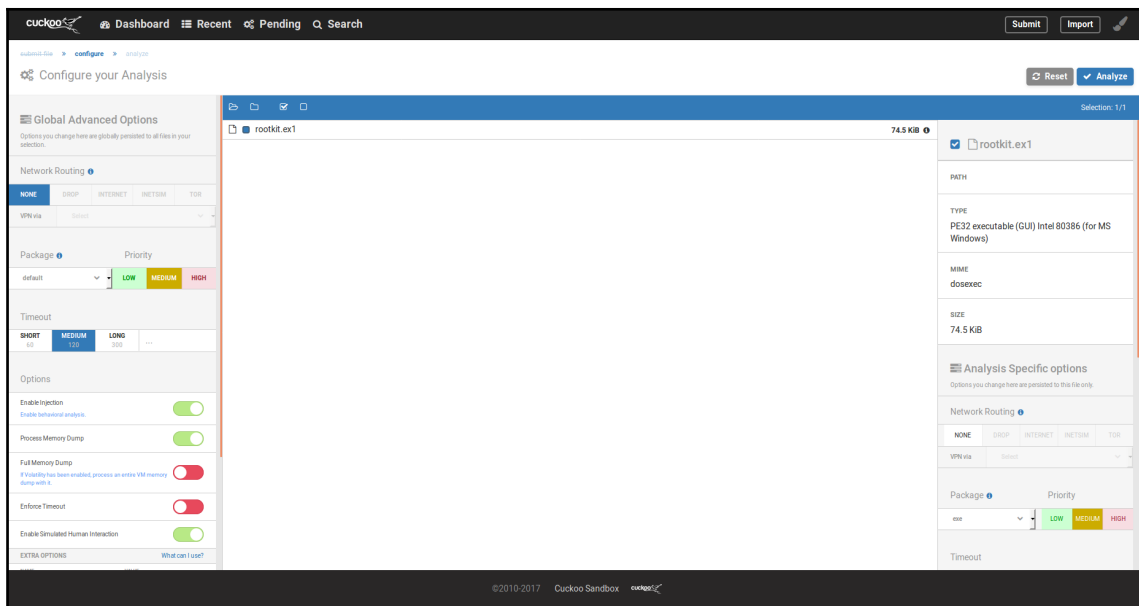 cuckoo Dashboard Recent Pending Search Submit Import
submit file » configure » analyze
Configure your Analysis
Reset Analyze
Selection: 1/1
Global Advanced Options
Options you change here are globally persisted to all files in your
selection.
Network Routing
NONE DROP INTERNET INETSIM TOR
VPN via Select
Package Priority
default LOW MEDIUM HIGH
Timeout
SHORT MEDIUM LONG
60 120 300 ...
Options
Enable Injection
Enable behavioral analysis.
Process Memory Dump
Full Memory Dump
If Volatility has been enabled, process an entire VM memory
dump with it.
Enforce Timeout
Enable Simulated Human Interaction
EXTRA OPTIONS What can I use?
rootkit.ex1 74.5 KiB
rootkit.ex1
PATH
TYPE
PE32 executable (GUI) Intel 80386 (for MS
Windows)
MIME
dosexec
SIZE
74.5 KiB
Analysis Specific options
Options you change here are persisted to this file only.
Network Routing
NONE DROP INTERNET INETSIM TOR
VPN via Select
Package Priority
exe LOW MEDIUM HIGH
Timeout
©2010-2017 Cuckoo Sandbox cuckoo